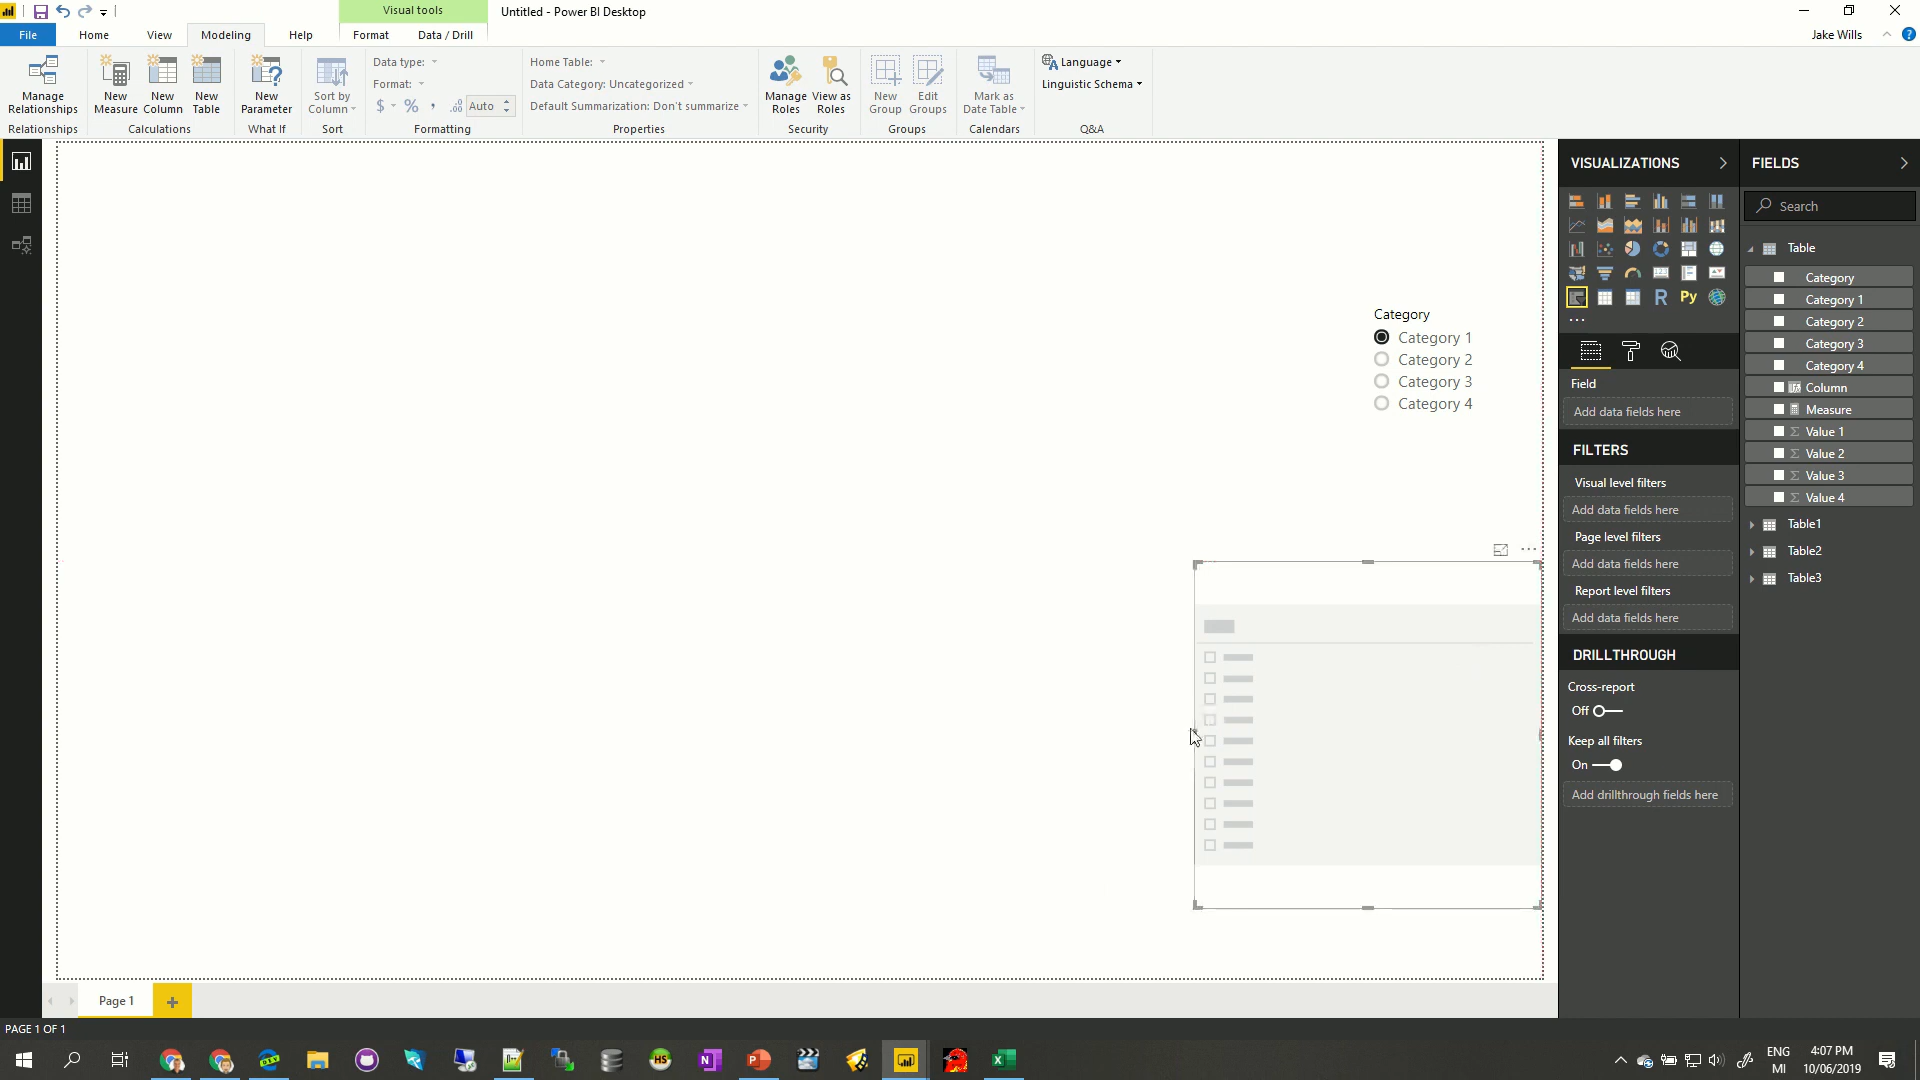 Visual tools
Untitled - Power BI Desktop
File
Home
View
Modeling
Help
Format
Data / Drill
Jake Wills
Manage Relationships
New Measure
New Column
New Table
New Parameter
Sort by Column
Data type:
Format:
$ % , .00 Auto
Home Table:
Data Category: Uncategorized
Default Summarization: Don't summarize
Manage Roles
View as Roles
New Group
Edit Groups
Mark as Date Table
Language
Linguistic Schema
Relationships
Calculations
What If
Sort
Formatting
Properties
Security
Groups
Calendars
Q&A
Category
Category 1
Category 2
Category 3
Category 4
VISUALIZATIONS
R
Py
Field
Add data fields here
FILTERS
Visual level filters
Add data fields here
Page level filters
Add data fields here
Report level filters
Add data fields here
DRILLTHROUGH
Cross-report
Off
Keep all filters
On
Add drillthrough fields here
FIELDS
Search
Table
Category
Category 1
Category 2
Category 3
Category 4
Column
Measure
Value 1
Value 2
Value 3
Value 4
Table1
Table2
Table3
Page 1
PAGE 1 OF 1
HS
ENG
MI
4:07 PM
10/06/2019